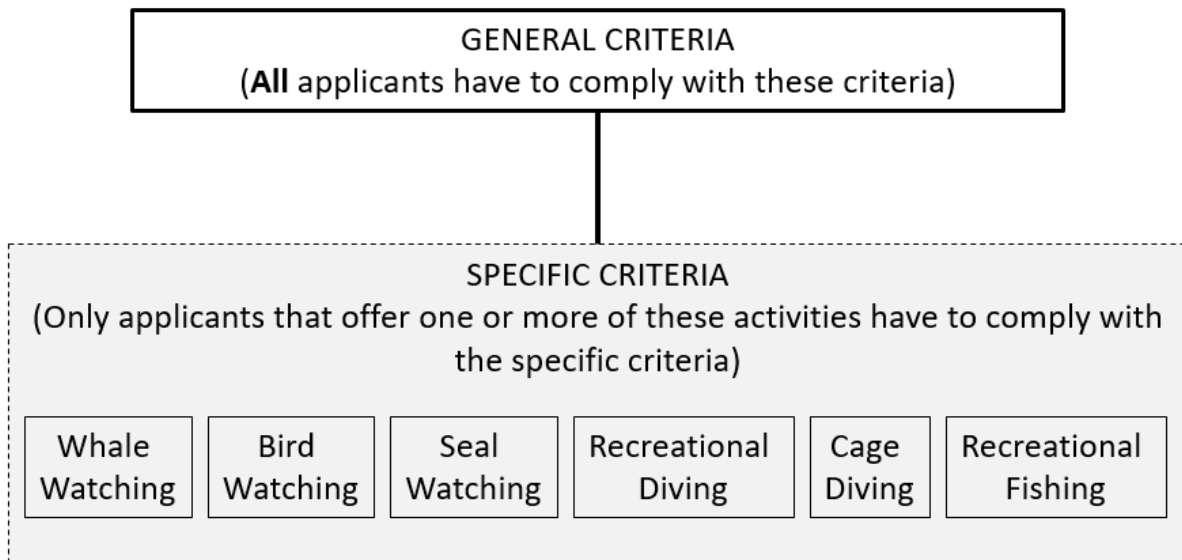 GENERAL CRITERIA
(All applicants have to comply with these criteria)
SPECIFIC CRITERIA
(Only applicants that offer one or more of these activities have to comply with
the specific criteria)
Whale
Watching
Bird
Watching
Seal
Watching
Recreational
Diving
Cage
Diving
Recreational
Fishing